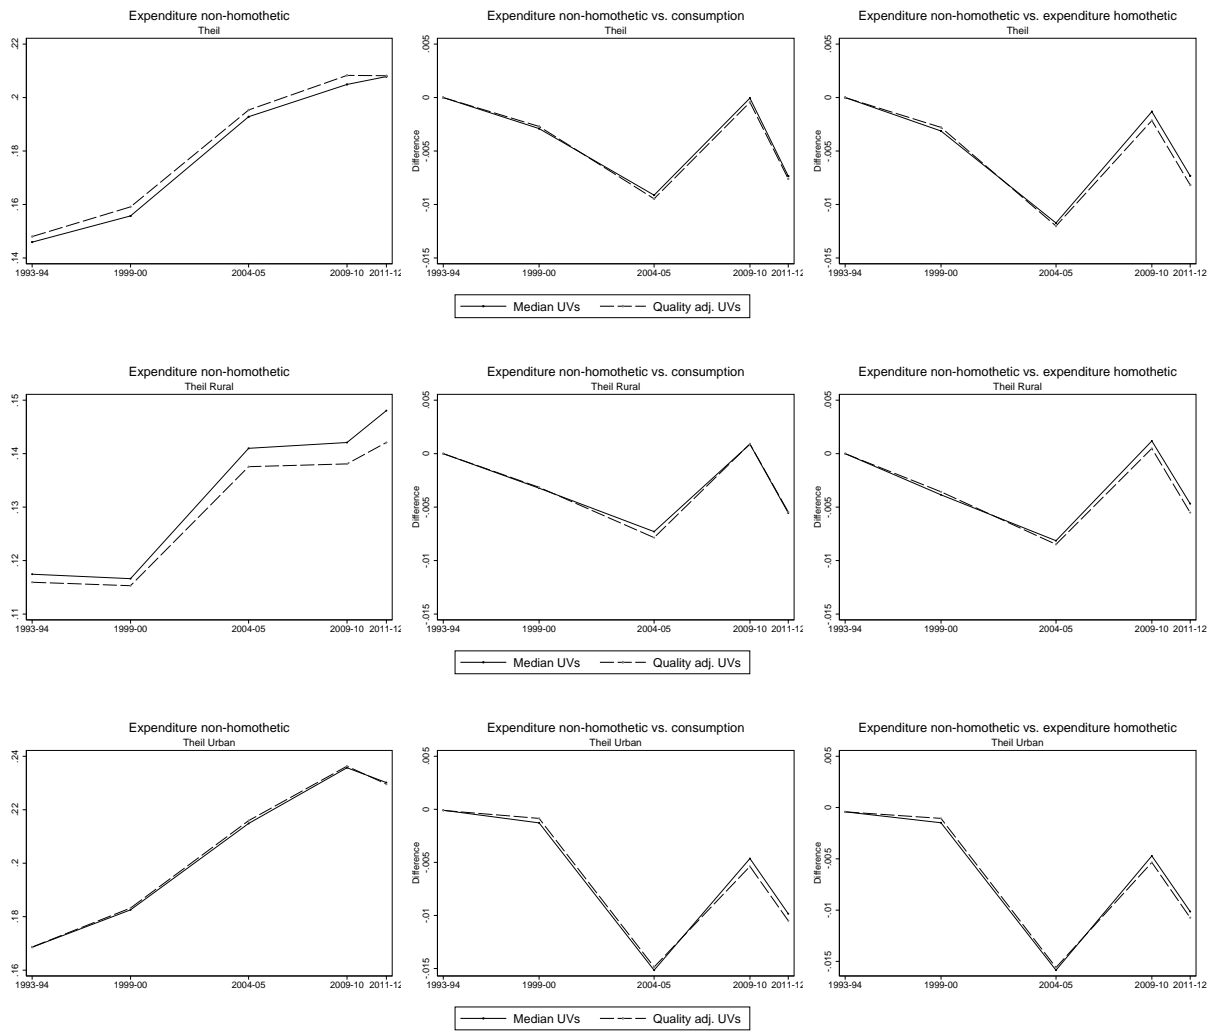 Expenditure non-homothetic
Theil
.22
.2
.18
.16
.14
1993-94 1999-00 2004-05 2009-10 2011-12
Expenditure non-homothetic vs. consumption
Theil
Difference
.005
0
-.005
-.01
-.015
1993-94 1999-00 2004-05 2009-10 2011-12
Expenditure non-homothetic vs. expenditure homothetic
Theil
Difference
.005
0
-.005
-.01
-.015
1993-94 1999-00 2004-05 2009-10 2011-12
Median UVs Quality adj. UVs
Expenditure non-homothetic
Theil Rural
.15
.14
.13
.12
.11
1993-94 1999-00 2004-05 2009-10 2011-12
Expenditure non-homothetic vs. consumption
Theil Rural
Difference
.005
0
-.005
-.01
-.015
1993-94 1999-00 2004-05 2009-10 2011-12
Expenditure non-homothetic vs. expenditure homothetic
Theil Rural
Difference
.005
0
-.005
-.01
-.015
1993-94 1999-00 2004-05 2009-10 2011-12
Median UVs Quality adj. UVs
Expenditure non-homothetic
Theil Urban
.24
.22
.2
.18
.16
1993-94 1999-00 2004-05 2009-10 2011-12
Expenditure non-homothetic vs. consumption
Theil Urban
Difference
.005
0
-.005
-.01
-.015
1993-94 1999-00 2004-05 2009-10 2011-12
Expenditure non-homothetic vs. expenditure homothetic
Theil Urban
Difference
.005
0
-.005
-.01
-.015
1993-94 1999-00 2004-05 2009-10 2011-12
Median UVs Quality adj. UVs